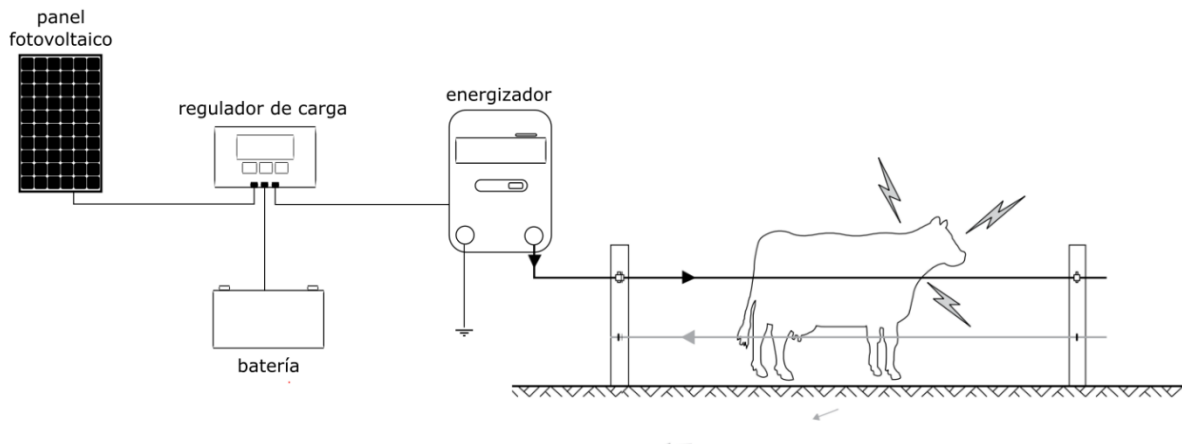 panel
fotovoltaico
regulador de carga
energizador
batería